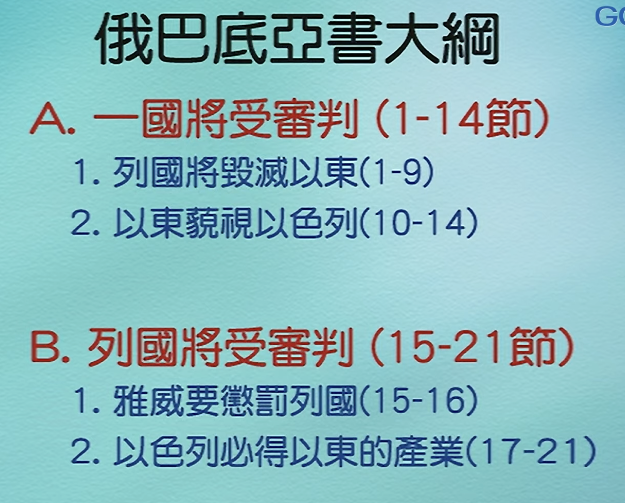 俄巴底亞書大綱
A. 一國將受審判 (1-14節)
1. 列國將毀滅以東(1-9)
2. 以東藐視以色列(10-14)
B. 列國將受審判 (15-21節)
1. 雅威要懲罰列國(15-16)
2. 以色列必得以東的產業(17-21)